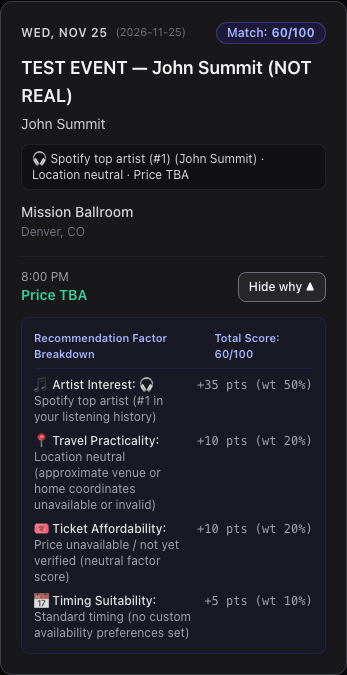 WED, NOV 25 (2026-11-25) Match: 60/100
TEST EVENT — John Summit (NOT
REAL)
John Summit
🎧 Spotify top artist (#1) (John Summit) ·
Location neutral · Price TBA
Mission Ballroom
Denver, CO
8:00 PM
Price TBA
Hide why ▲
Recommendation Factor
Breakdown
Total Score:
60/100
🎵 Artist Interest: 🎧 +35 pts (wt 50%)
Spotify top artist (#1 in
your listening history)
📍 Travel Practicality: +10 pts (wt 20%)
Location neutral
(approximate venue or
home coordinates
unavailable or invalid)
🎟️ Ticket Affordability: +10 pts (wt 20%)
Price unavailable / not yet
verified (neutral factor
score)
📅 Timing Suitability: +5 pts (wt 10%)
Standard timing (no custom
availability preferences set)